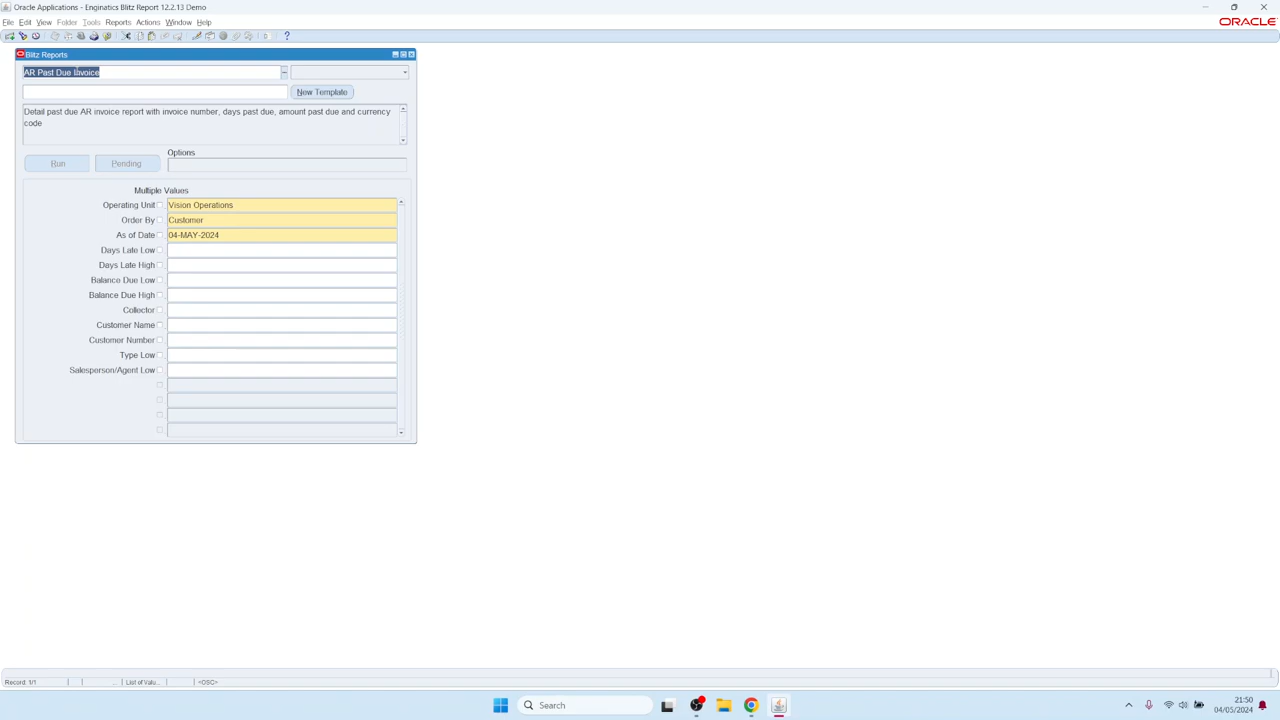 Oracle Applications - Enginatics Blitz Report 12.2.13 Demo
File Edit View Folder Tools Reports Actions Window Help
ORACLE
Blitz Reports
AR Past Due Invoice
New Template
Detail past due AR invoice report with invoice number, days past due, amount past due and currency
code
Options
Run Pending
Multiple Values
Operating Unit Vision Operations
Order By Customer
As of Date 04-MAY-2024
Days Late Low
Days Late High
Balance Due Low
Balance Due High
Collector
Customer Name
Customer Number
Type Low
Salesperson/Agent Low
Record: 1/1 ... List of Valu... <OSC>
Search
21:50
04/05/2024